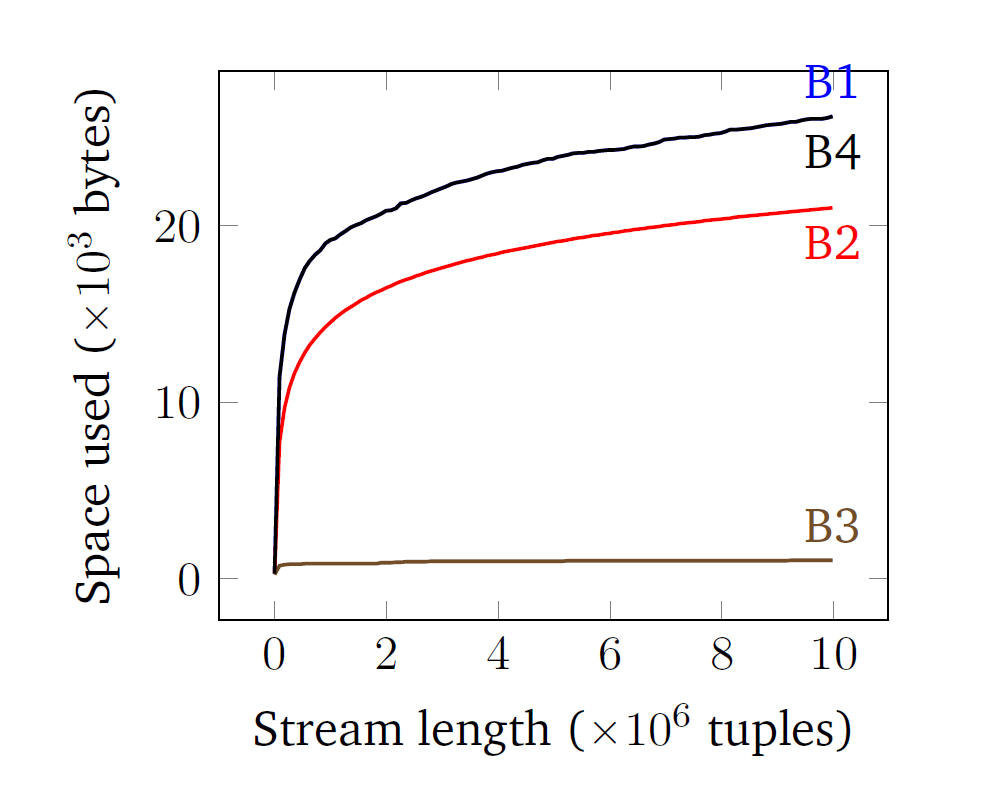 B1
B4
20
B2
10
B3
0
0 2 4 6 8 10
Stream length (×10⁶ tuples)
Space used (×10³ bytes)